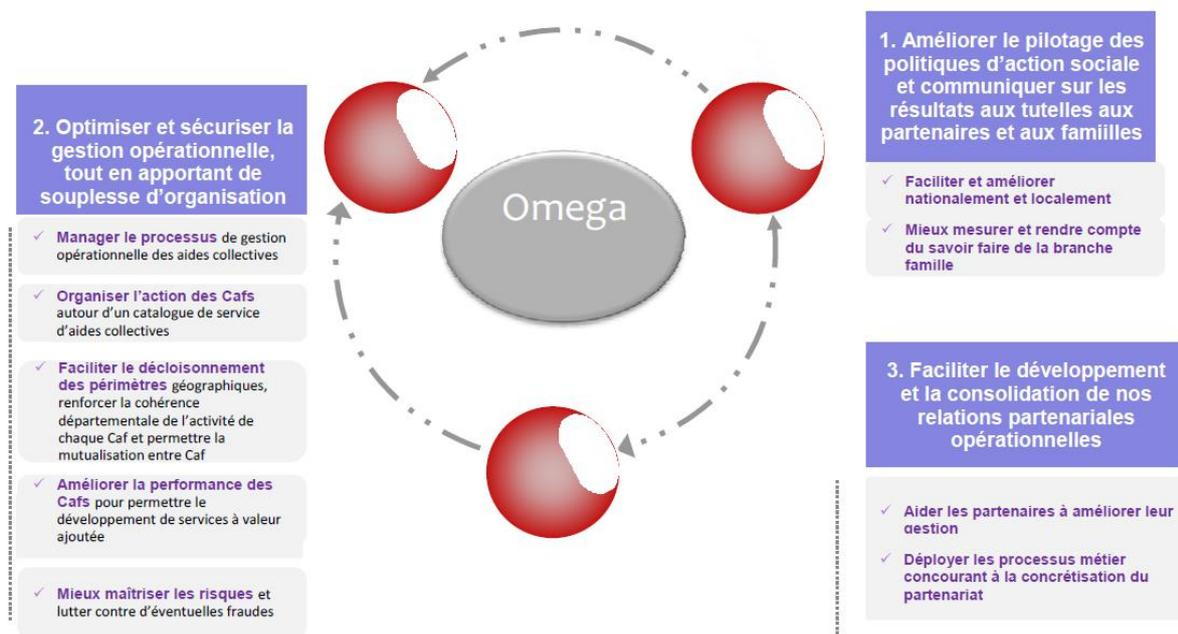 1. Améliorer le pilotage des
politiques d'action sociale
et communiquer sur les
résultats aux tutelles aux
partenaires et aux famiilles
✓ Faciliter et améliorer
nationalement et localement
✓ Mieux mesurer et rendre compte
du savoir faire de la branche
famille
2. Optimiser et sécuriser la
gestion opérationnelle,
tout en apportant de
souplesse d'organisation
✓ Manager le processus de gestion
opérationnelle des aides collectives
✓ Organiser l'action des Cafs
autour d'un catalogue de service
d'aides collectives
✓ Faciliter le décloisonnement
des périmètres géographiques,
renforcer la cohérence
départementale de l'activité de
chaque Caf et permettre la
mutualisation entre Caf
✓ Améliorer la performance des
Cafs pour permettre le
développement de services à valeur
ajoutée
✓ Mieux maîtriser les risques et
lutter contre d'éventuelles fraudes
Omega
3. Faciliter le développement
et la consolidation de nos
relations partenariales
opérationnelles
✓ Aider les partenaires à améliorer leur
gestion
✓ Déployer les processus métier
concourant à la concrétisation du
partenariat